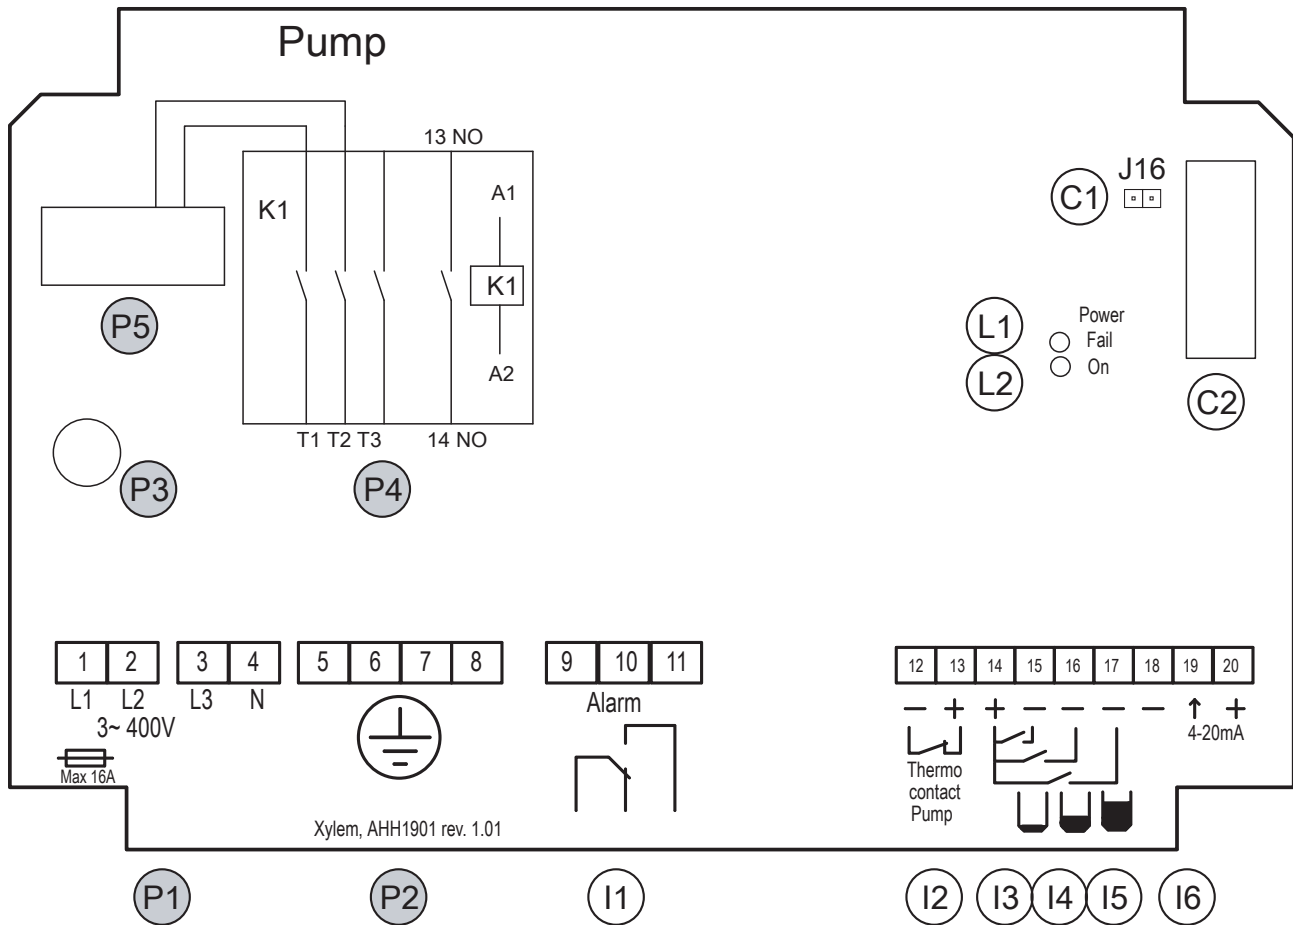 Pump
13 NO
J16
C1
A1
K1
K1
P5
L1
Power
Fail
L2
On
A2
C2
T1 T2 T3
14 NO
P3
P4
1 2 3 4 5 6 7 8 9 10 11
12 13 14 15 16 17 18 19 20
L1 L2 L3 N
Alarm
− + + − − − − ↑ +
3~ 400V
4-20mA
Max 16A
Thermo
contact
Pump
Xylem, AHH1901 rev. 1.01
P1 P2 I1 I2 I3 I4 I5 I6